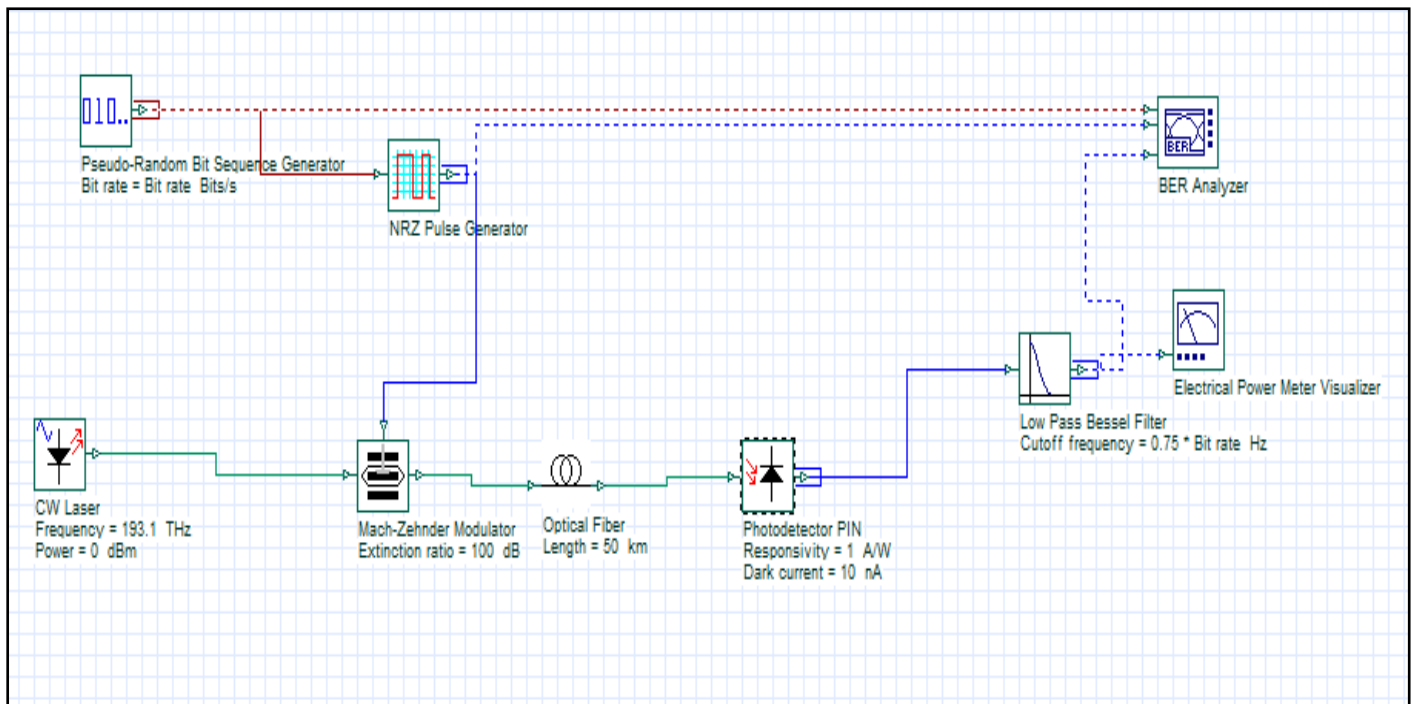 010..
Pseudo-Random Bit Sequence Generator
Bit rate = Bit rate Bits/s
NRZ Pulse Generator
BER
BER Analyzer
Electrical Power Meter Visualizer
Low Pass Bessel Filter
Cutoff frequency = 0.75 * Bit rate Hz
CW Laser
Frequency = 193.1 THz
Power = 0 dBm
Mach-Zehnder Modulator
Extinction ratio = 100 dB
Optical Fiber
Length = 50 km
Photodetector PIN
Responsivity = 1 A/W
Dark current = 10 nA